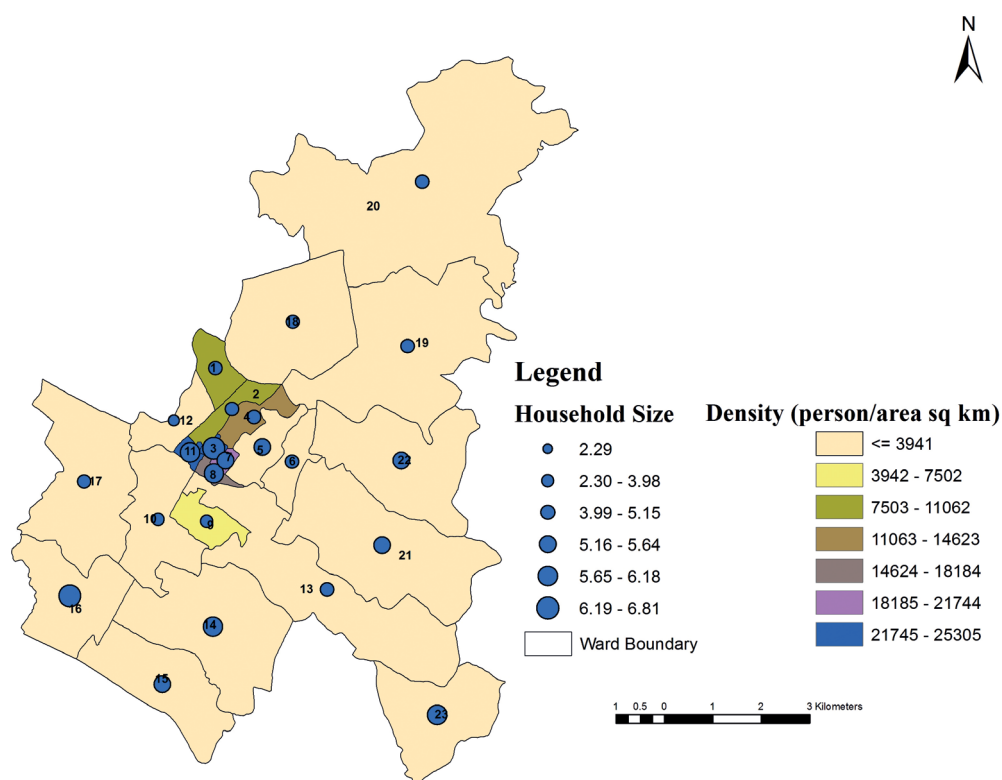 N
20
18
19
1
2
4
12
3
11
5
7
6
22
8
17
10
9
21
13
16
14
15
23
Legend
Household Size
2.29
2.30 - 3.98
3.99 - 5.15
5.16 - 5.64
5.65 - 6.18
6.19 - 6.81
Ward Boundary
Density (person/area sq km)
<= 3941
3942 - 7502
7503 - 11062
11063 - 14623
14624 - 18184
18185 - 21744
21745 - 25305
1 0.5 0 1 2 3 Kilometers